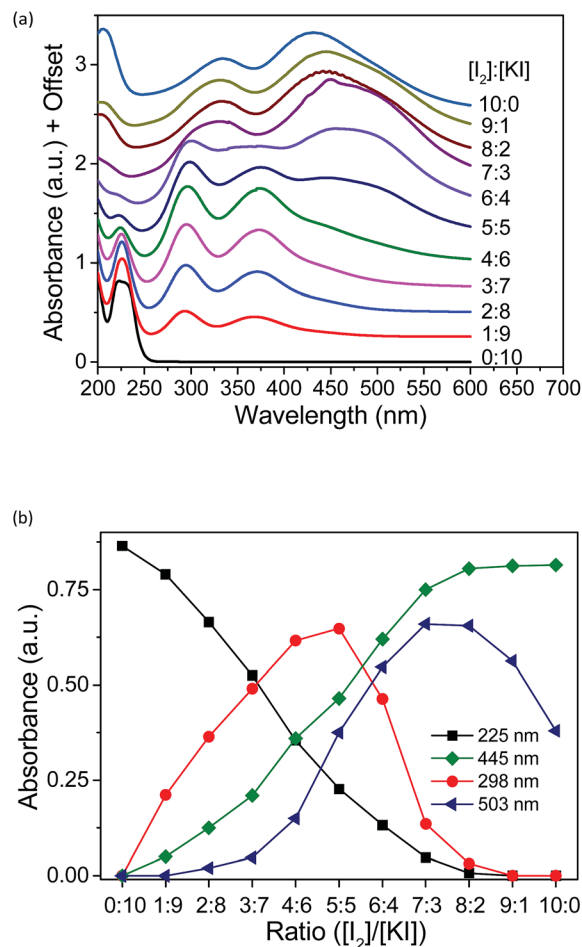 (a)
Absorbance (a.u.) + Offset
3
2
1
0
[I₂]:[KI]
10:0
9:1
8:2
7:3
6:4
5:5
4:6
3:7
2:8
1:9
0:10
200 250 300 350 400 450 500 550 600 650 700
Wavelength (nm)
(b)
Absorbance (a.u.)
0.75
0.50
0.25
0.00
225 nm
445 nm
298 nm
503 nm
0:10 1:9 2:8 3:7 4:6 5:5 6:4 7:3 8:2 9:1 10:0
Ratio ([I₂]/[KI])